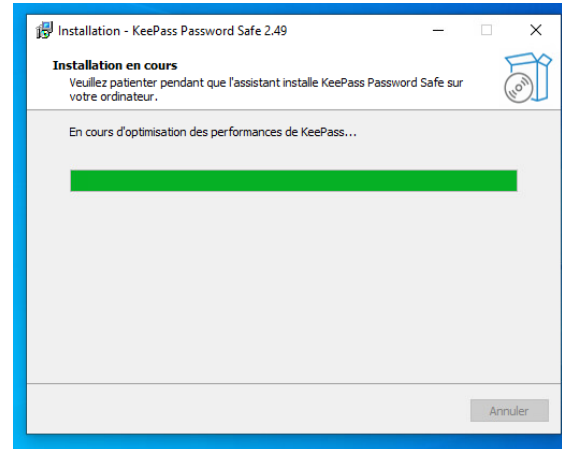 Installation - KeePass Password Safe 2.49
Installation en cours
Veuillez patienter pendant que l'assistant installe KeePass Password Safe sur
votre ordinateur.
En cours d'optimisation des performances de KeePass...
Annuler